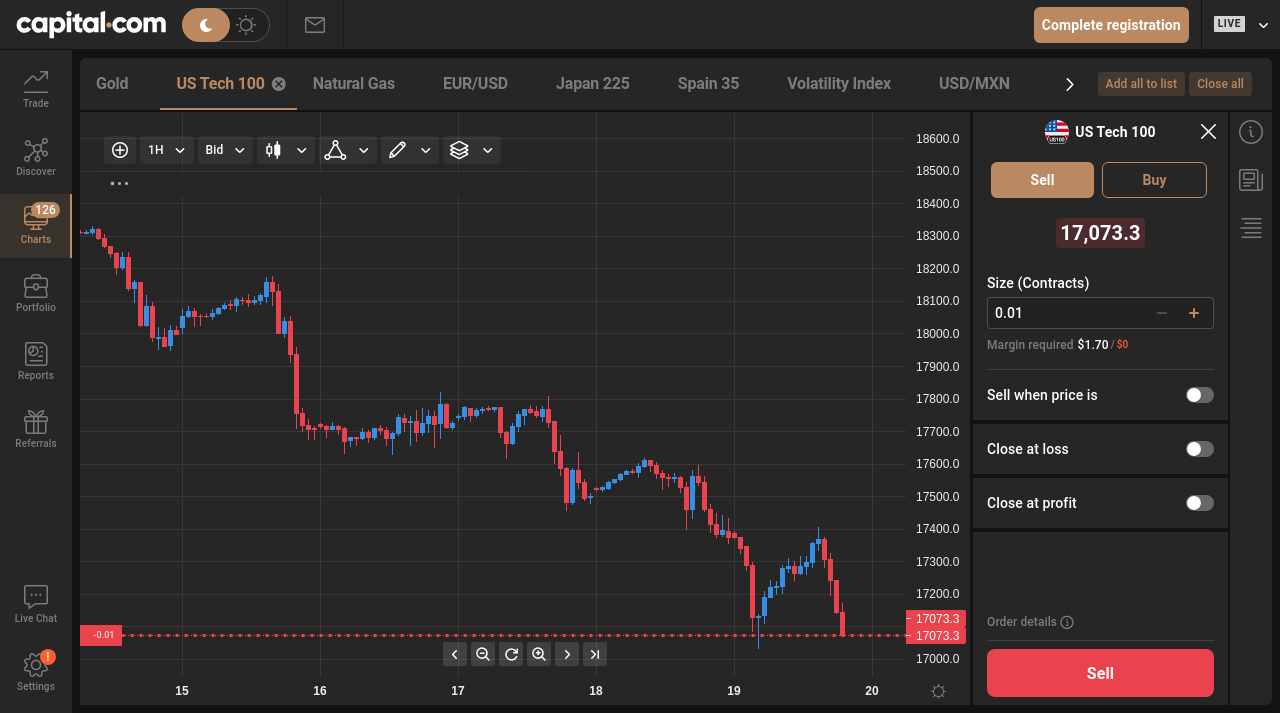 capital.com
Complete registration
LIVE
Trade
Discover
126
Charts
Portfolio
Reports
Referrals
Live Chat
!
Settings
Gold
US Tech 100
Natural Gas
EUR/USD
Japan 225
Spain 35
Volatility Index
USD/MXN
Add all to list
Close all
1H
Bid
18600.0
18500.0
18400.0
18300.0
18200.0
18100.0
18000.0
17900.0
17800.0
17700.0
17600.0
17500.0
17400.0
17300.0
17200.0
17073.3
17073.3
17000.0
-0.01
15
16
17
18
19
20
US100
US Tech 100
Sell
Buy
17,073.3
Size (Contracts)
0.01
Margin required $1.70 / $0
Sell when price is
Close at loss
Close at profit
Order details
Sell